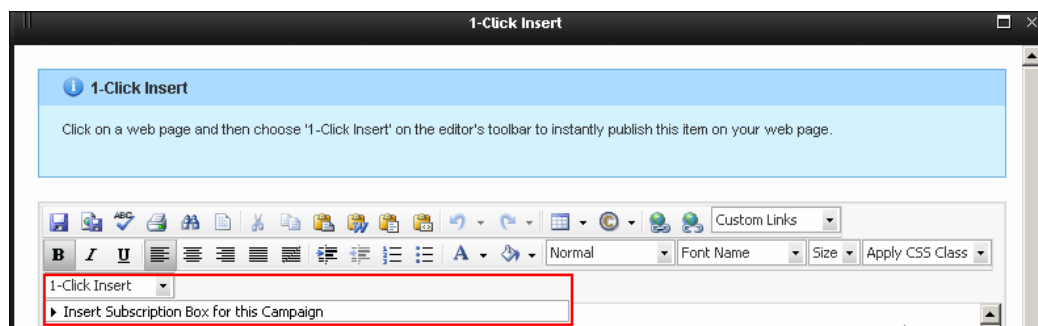 1-Click Insert
1-Click Insert
Click on a web page and then choose '1-Click Insert' on the editor's toolbar to instantly publish this item on your web page.
ABC Custom Links
B I U A Normal Font Name Size Apply CSS Class
1-Click Insert
Insert Subscription Box for this Campaign